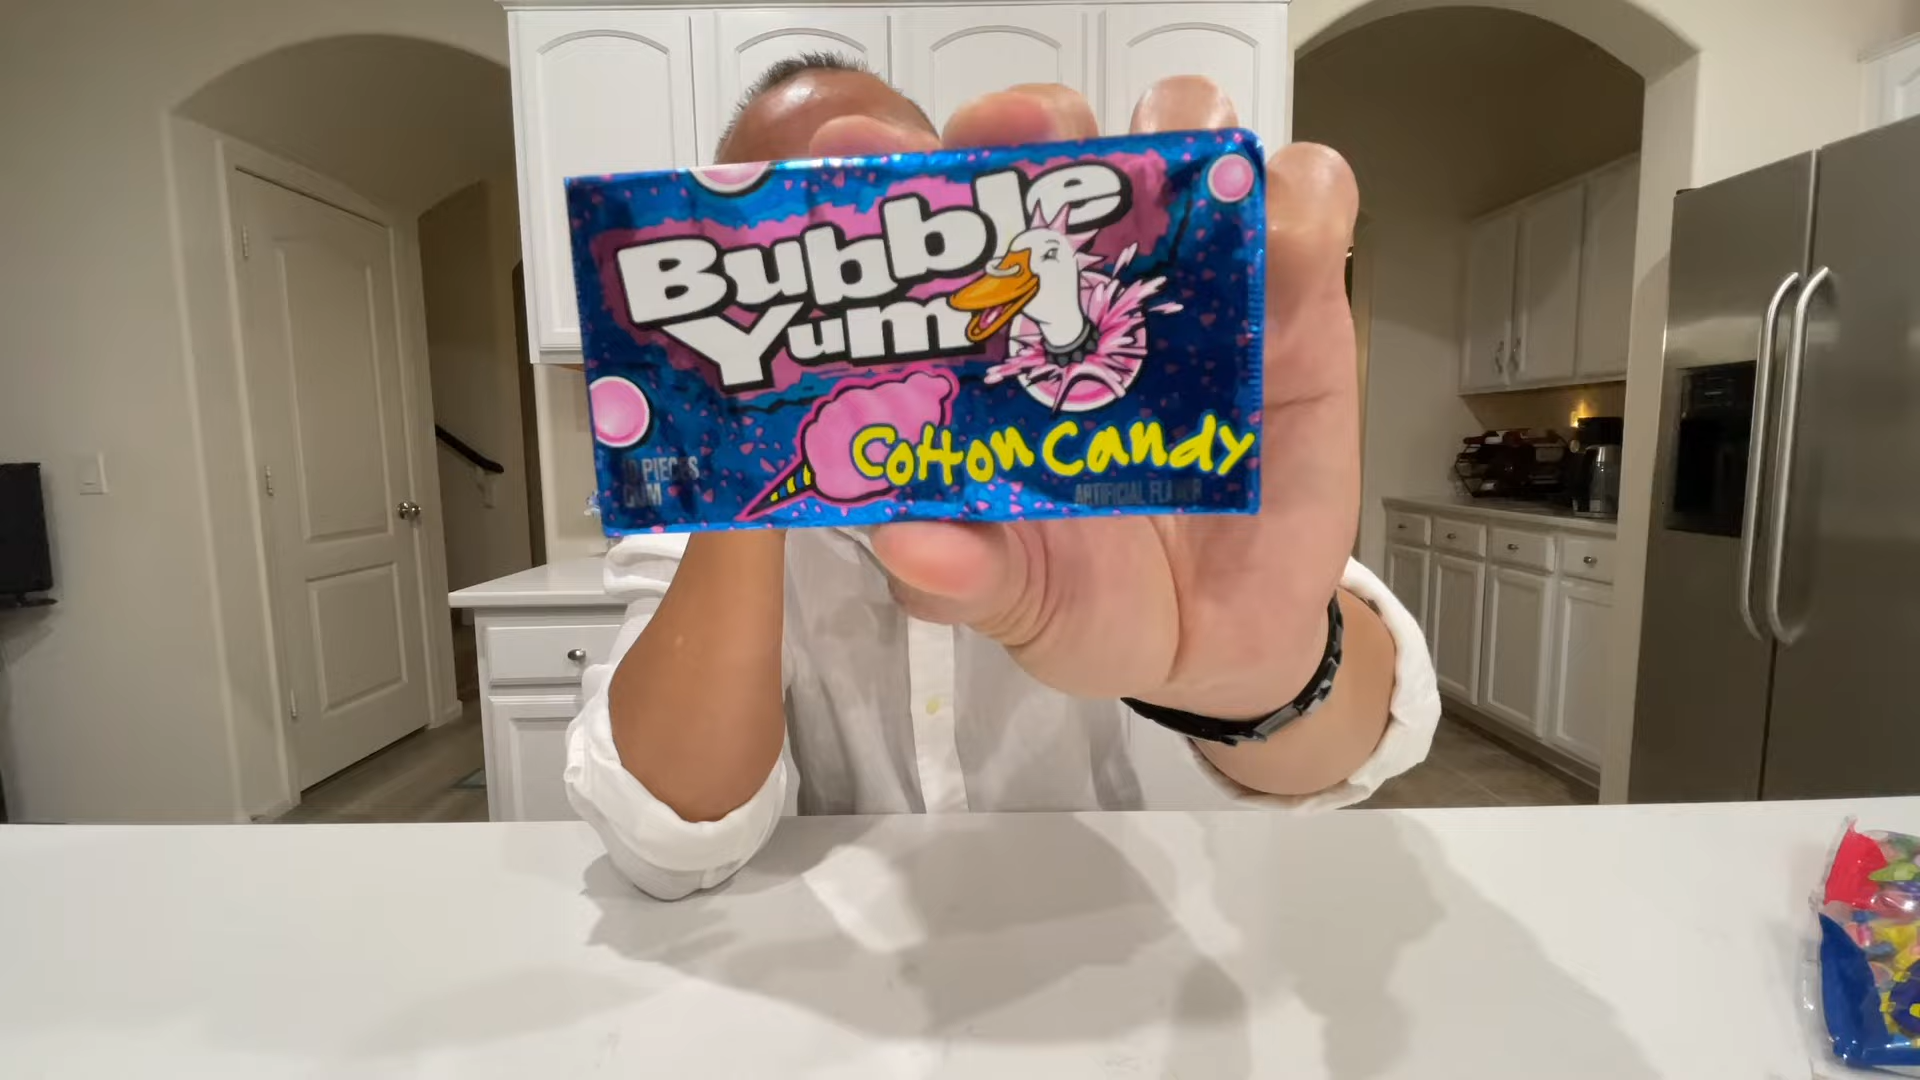 Bubble
Yum
Cotton Candy
10 PIECES
GUM
ARTIFICIAL FLAVOR